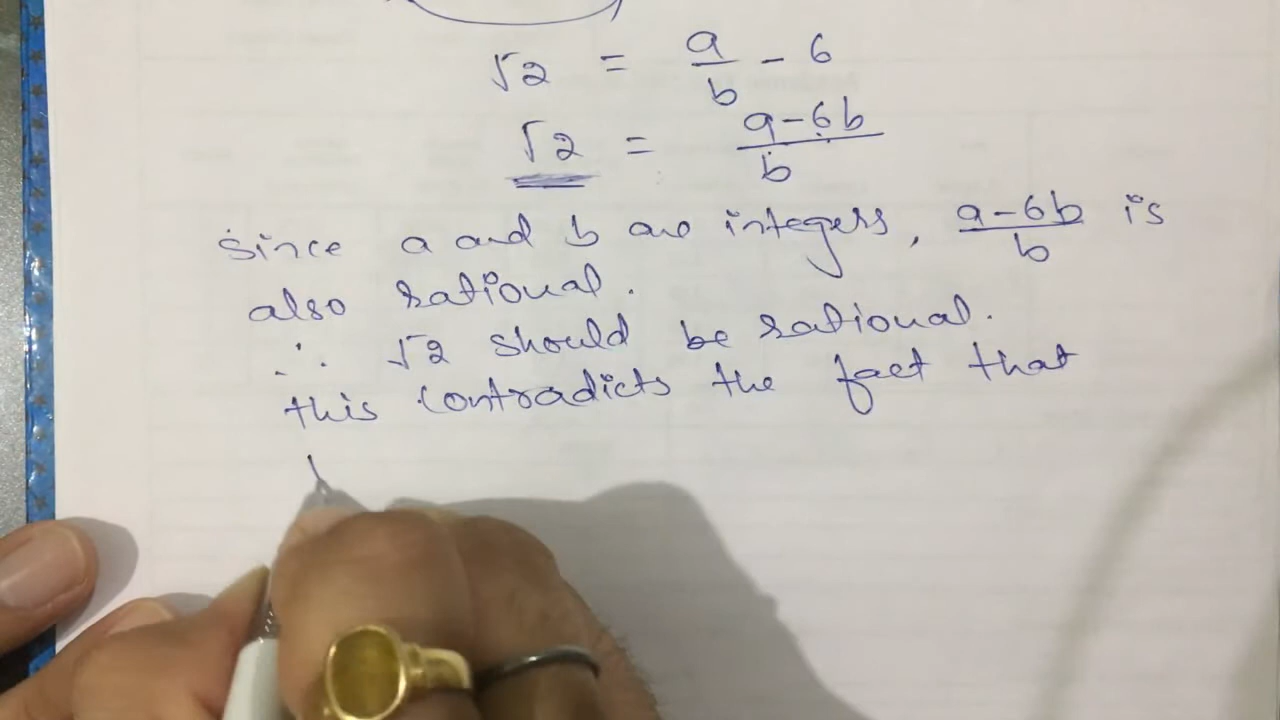 √2 = a/b - 6
√2 = a-6b/b
Since a and b are integers, a-6b/b is
also rational.
∴ √2 should be rational.
this contradicts the fact that